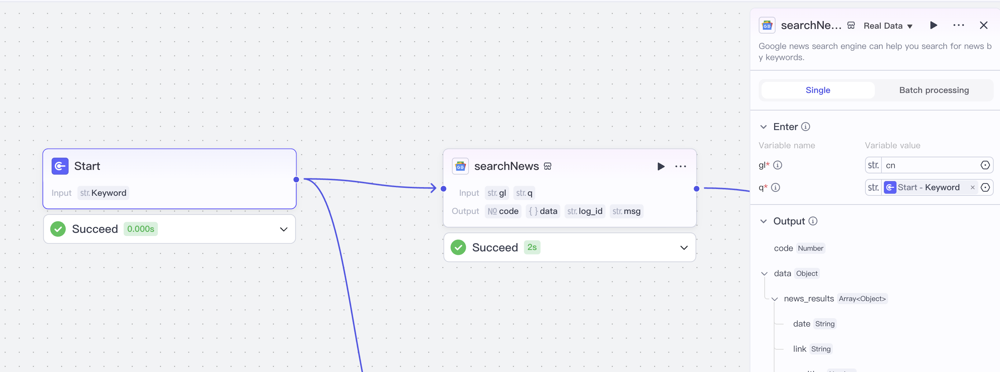 Start
Input str. Keyword
Succeed 0.000s
searchNews
Input str. gl str. q
Output № code { } data str. log_id str. msg
Succeed 2s
searchNe... Real Data
Google news search engine can help you search for news b
y keywords.
Single Batch processing
Enter
Variable name Variable value
gl* str. cn
q* str. Start - Keyword ×
Output
code Number
data Object
news_results Array<Object>
date String
link String